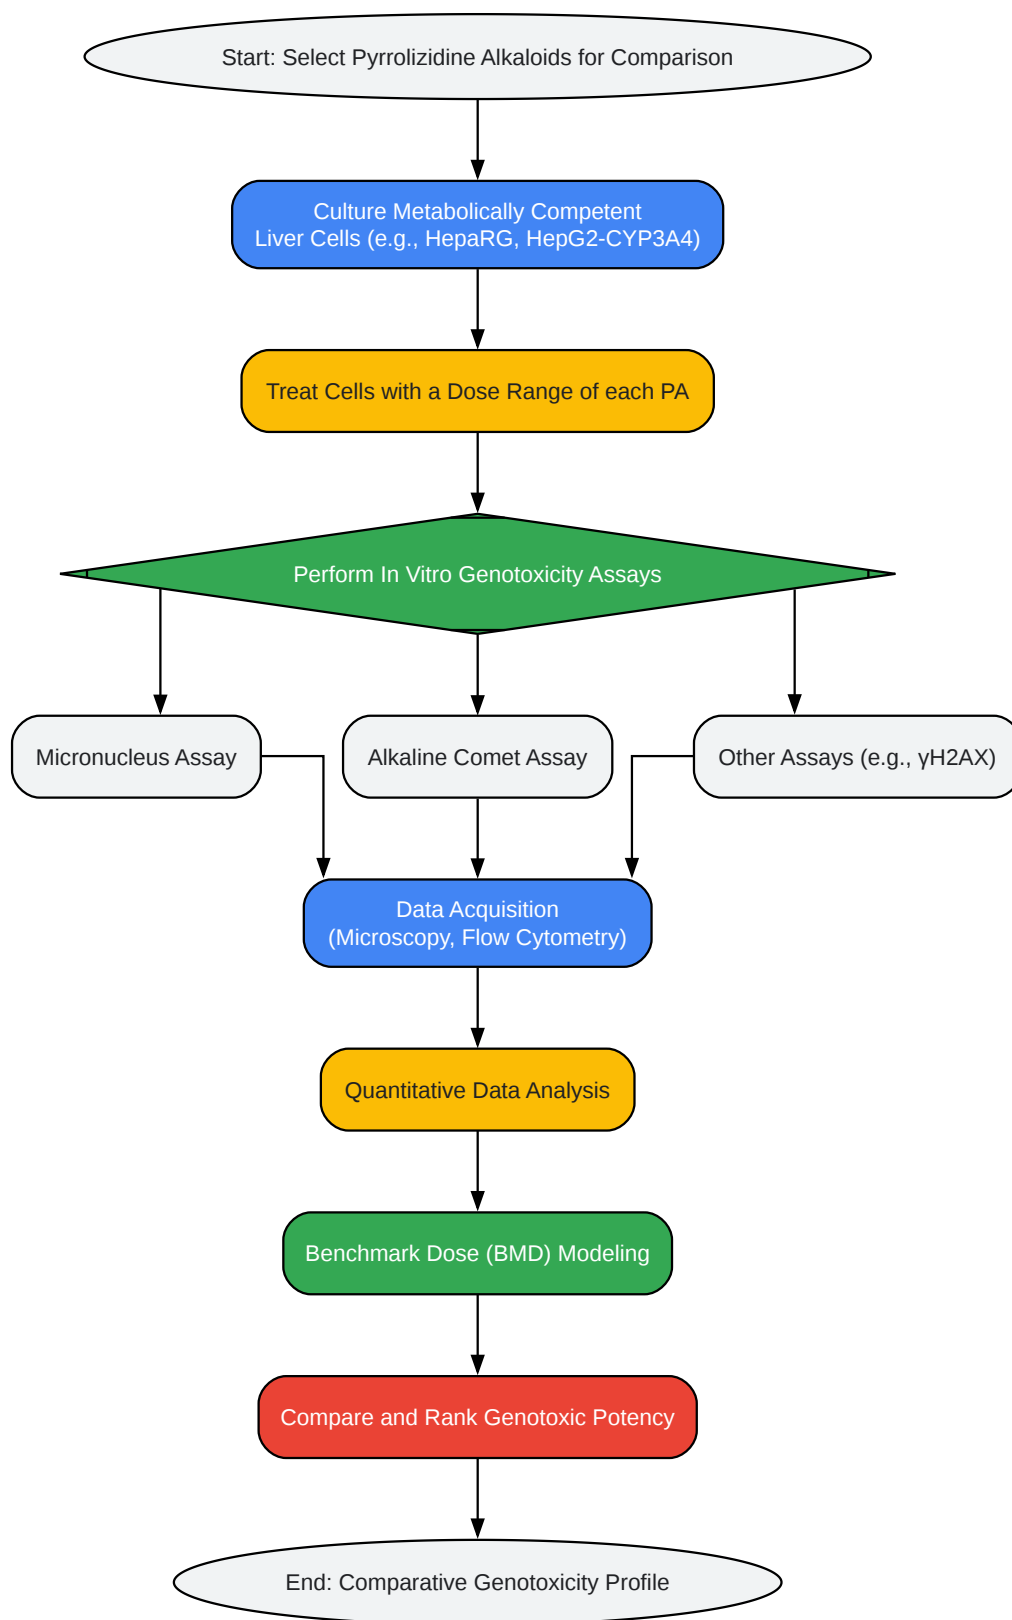 Start: Select Pyrrolizidine Alkaloids for Comparison
Culture Metabolically Competent
Liver Cells (e.g., HepaRG, HepG2-CYP3A4)
Treat Cells with a Dose Range of each PA
Perform In Vitro Genotoxicity Assays
Micronucleus Assay
Alkaline Comet Assay
Other Assays (e.g., γH2AX)
Data Acquisition
(Microscopy, Flow Cytometry)
Quantitative Data Analysis
Benchmark Dose (BMD) Modeling
Compare and Rank Genotoxic Potency
End: Comparative Genotoxicity Profile